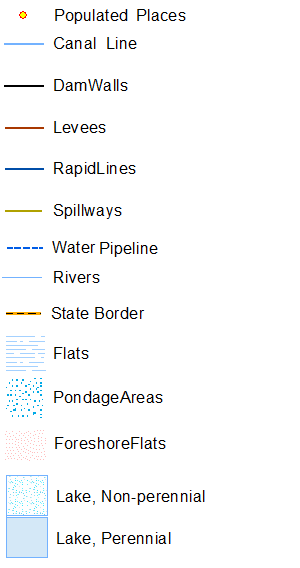 Populated Places
Canal Line
DamWalls
Levees
RapidLines
Spillways
Water Pipeline
Rivers
State Border
Flats
PondageAreas
ForeshoreFlats
Lake, Non-perennial
Lake, Perennial